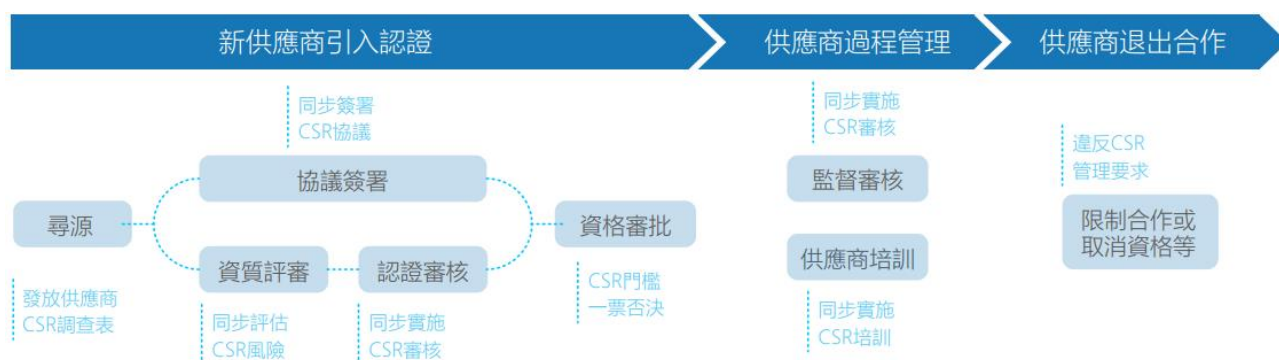 新供應商引入認證
供應商過程管理
供應商退出合作
同步簽署
CSR協議
協議簽署
尋源
資質評審
認證審核
資格審批
發放供應商
CSR調查表
同步評估
CSR風險
同步實施
CSR審核
CSR門檻
一票否決
同步實施
CSR審核
監督審核
供應商培訓
同步實施
CSR培訓
違反CSR
管理要求
限制合作或
取消資格等